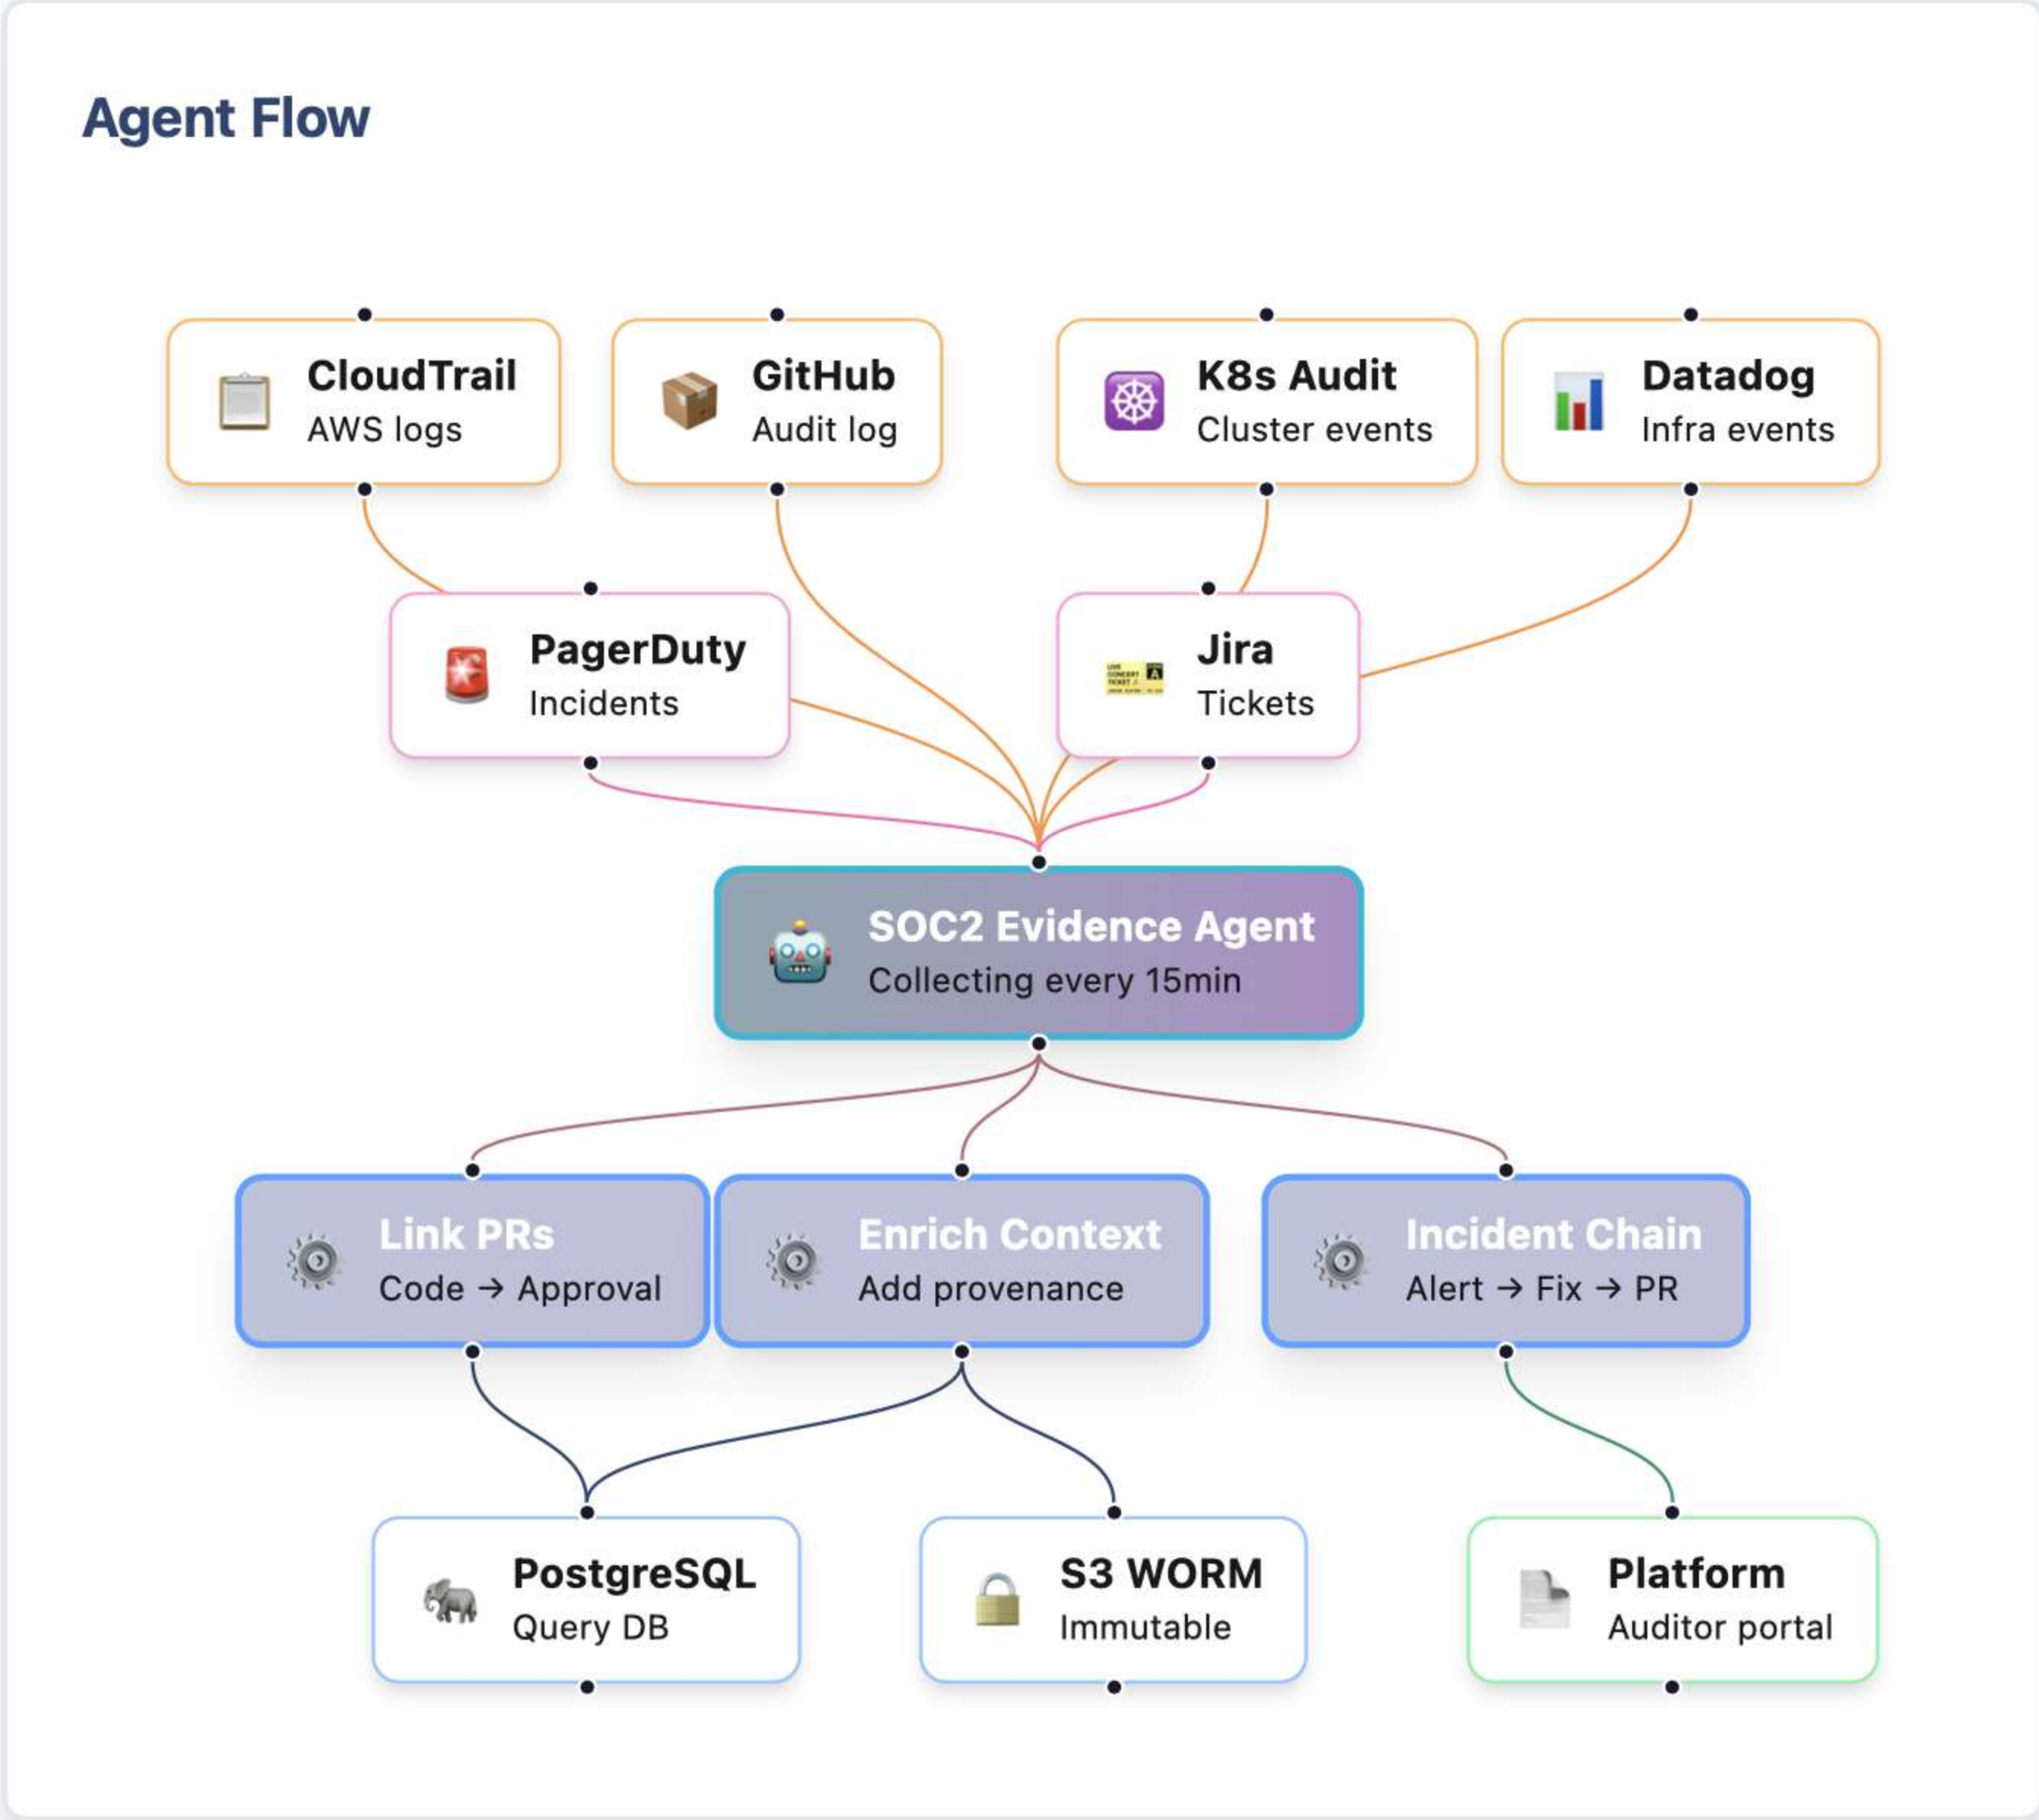 Agent Flow
CloudTrail
AWS logs
GitHub
Audit log
K8s Audit
Cluster events
Datadog
Infra events
PagerDuty
Incidents
Jira
Tickets
SOC2 Evidence Agent
Collecting every 15min
Link PRs
Code → Approval
Enrich Context
Add provenance
Incident Chain
Alert → Fix → PR
PostgreSQL
Query DB
S3 WORM
Immutable
Platform
Auditor portal